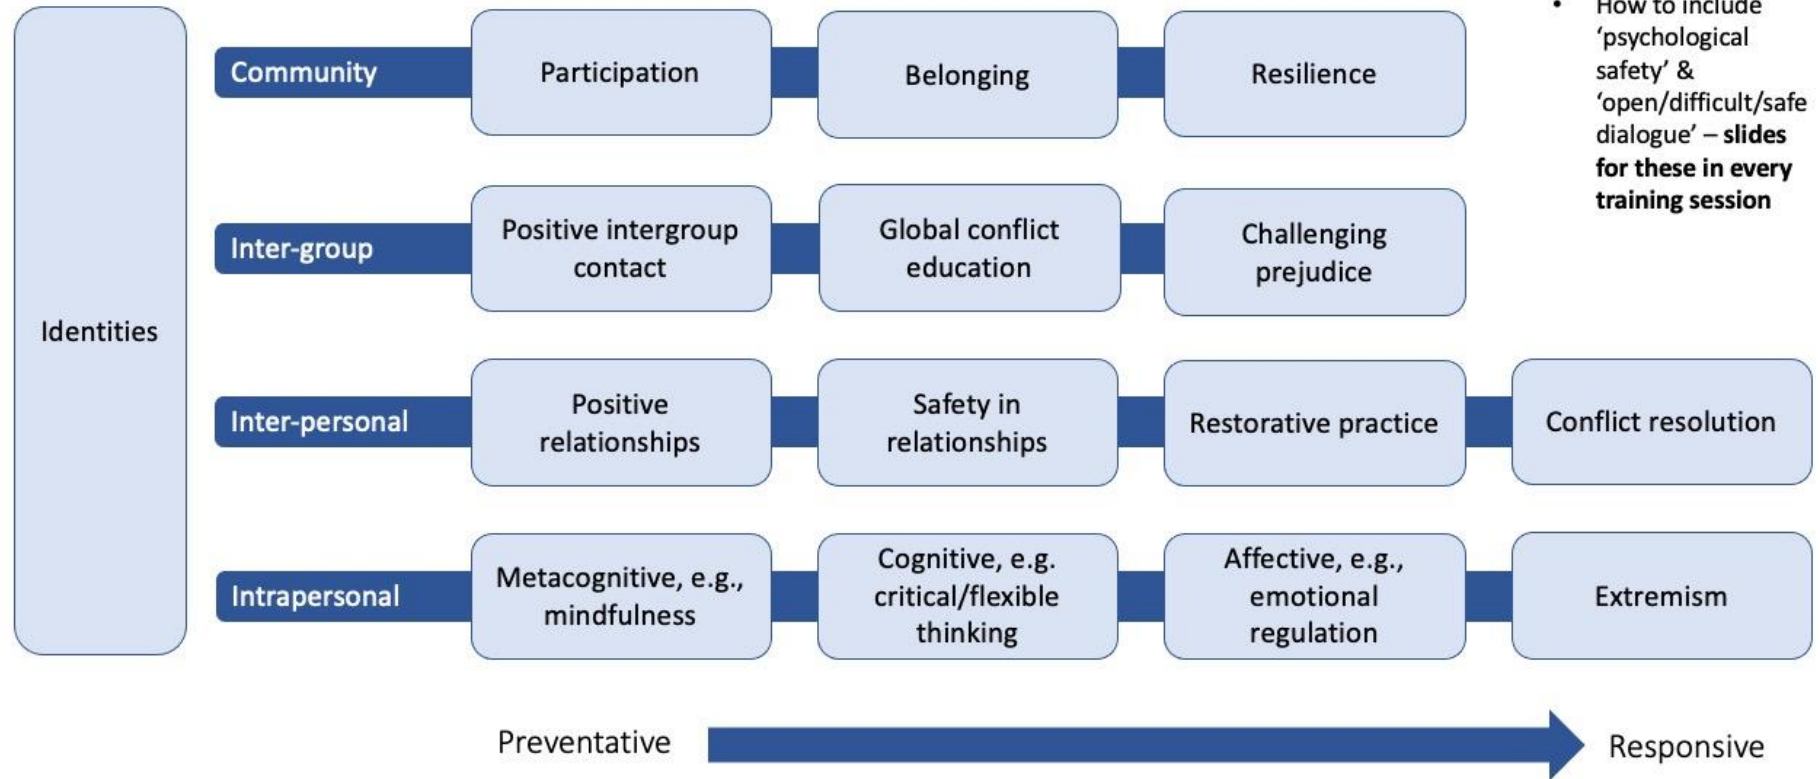 Identities
Community
Participation
Belonging
Resilience
• How to include
‘psychological
safety’ &
‘open/difficult/safe
dialogue’ – slides
for these in every
training session
Inter-group
Positive intergroup
contact
Global conflict
education
Challenging
prejudice
Inter-personal
Positive
relationships
Safety in
relationships
Restorative practice
Conflict resolution
Intrapersonal
Metacognitive, e.g.,
mindfulness
Cognitive, e.g.
critical/flexible
thinking
Affective, e.g.,
emotional
regulation
Extremism
Preventative
Responsive